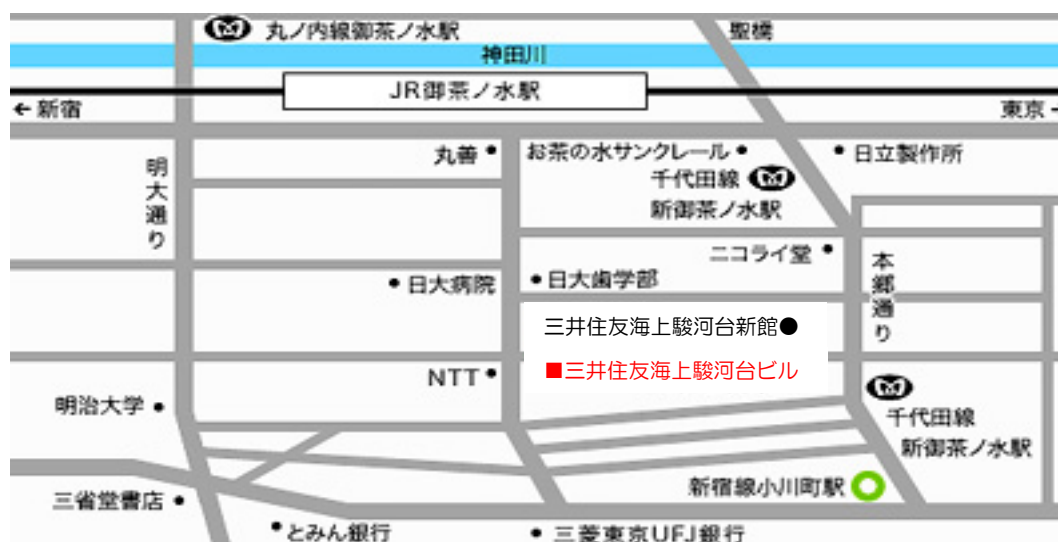 丸ノ内線御茶ノ水駅
聖橋
神田川
JR御茶ノ水駅
←新宿
東京
明大通り
丸善
お茶の水サンクレール
日立製作所
千代田線
新御茶ノ水駅
ニコライ堂
本郷通り
日大病院
日大歯学部
三井住友海上駿河台新館●
■三井住友海上駿河台ビル
NTT
明治大学
千代田線
新御茶ノ水駅
新宿線小川町駅
三省堂書店
とみん銀行
三菱東京UFJ銀行